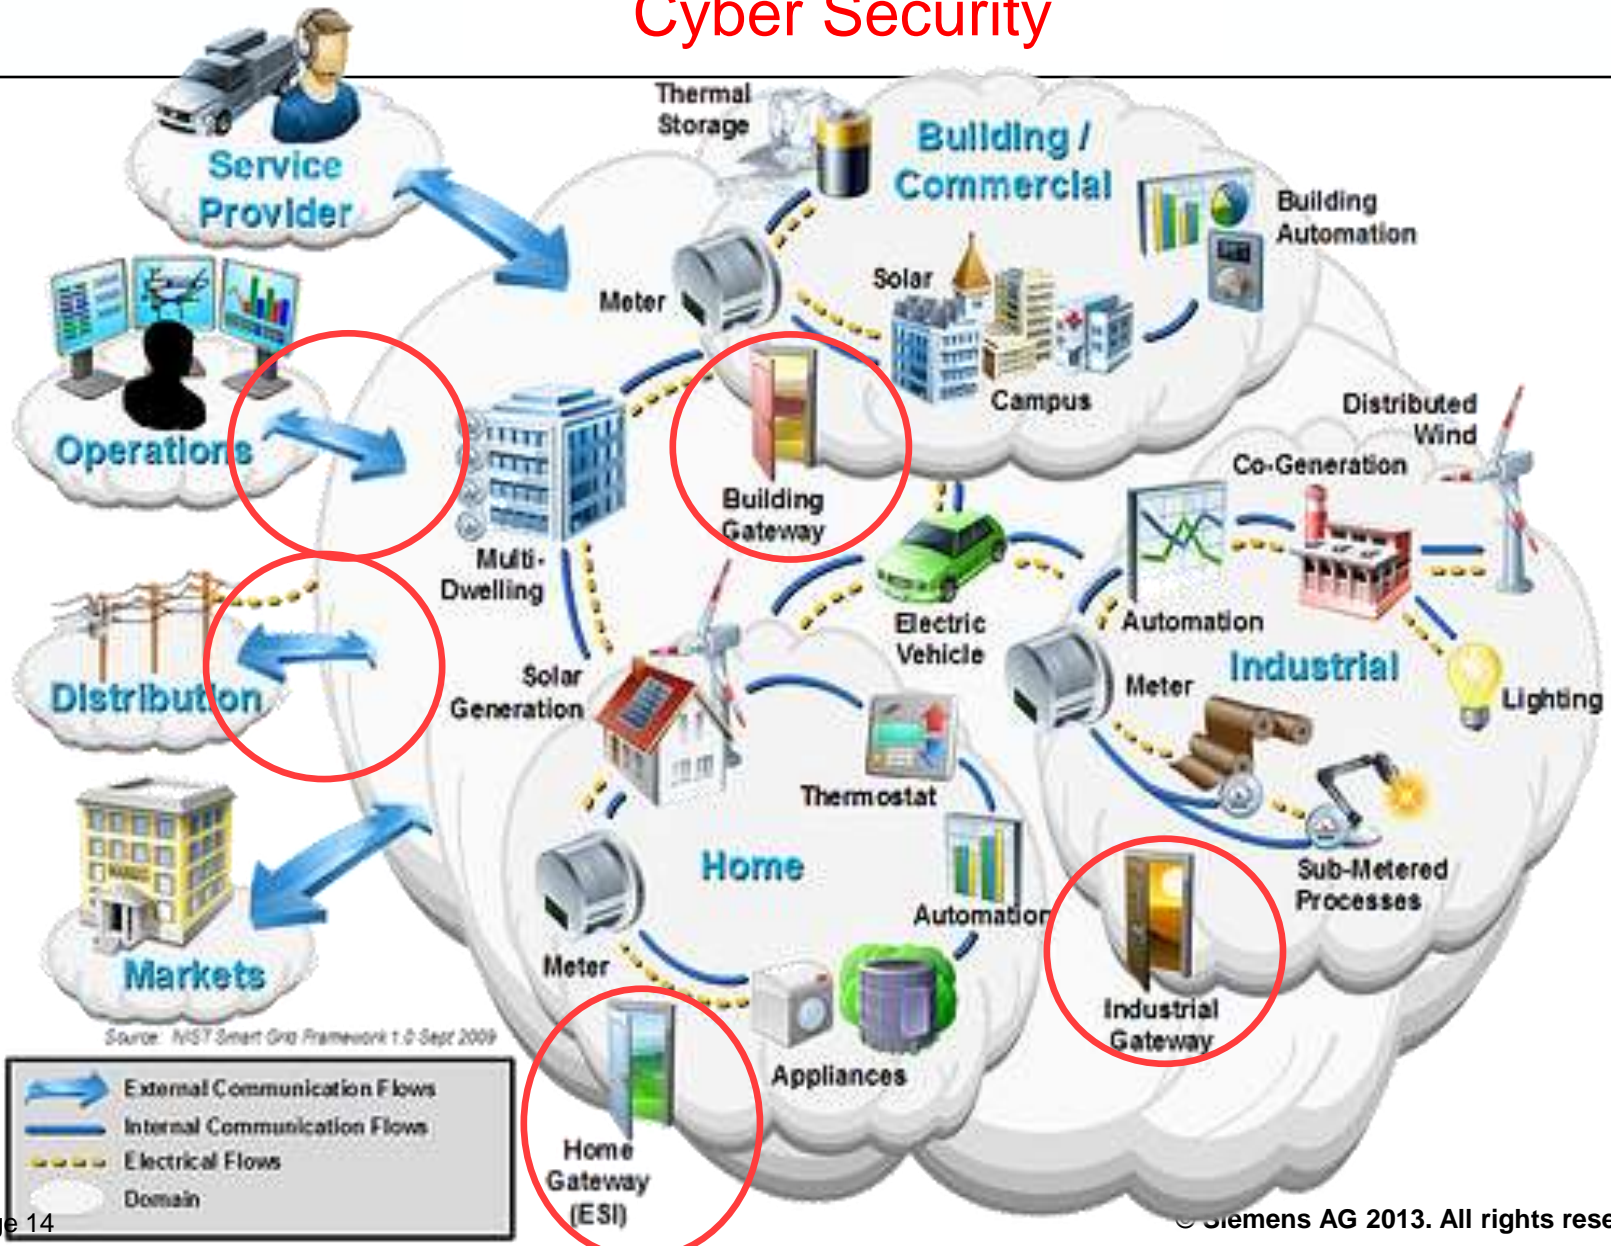 Cyber Security
Thermal
Storage
Building /
Commercial
Building
Automation
Service
Provider
Solar
Meter
Campus
Operations
Building
Gateway
Distributed
Wind
Co-Generation
Multi-
Dwelling
Electric
Vehicle
Automation
Industrial
Meter
Lighting
Solar
Generation
Distribution
Thermostat
Home
Sub-Metered
Processes
Automation
Meter
Markets
Industrial
Gateway
Source: NIST Smart Grid Framework 1.0 Sept 2009
Appliances
External Communication Flows
Internal Communication Flows
Electrical Flows
Domain
Home
Gateway
(ESI)
ge 14
© Siemens AG 2013. All rights rese